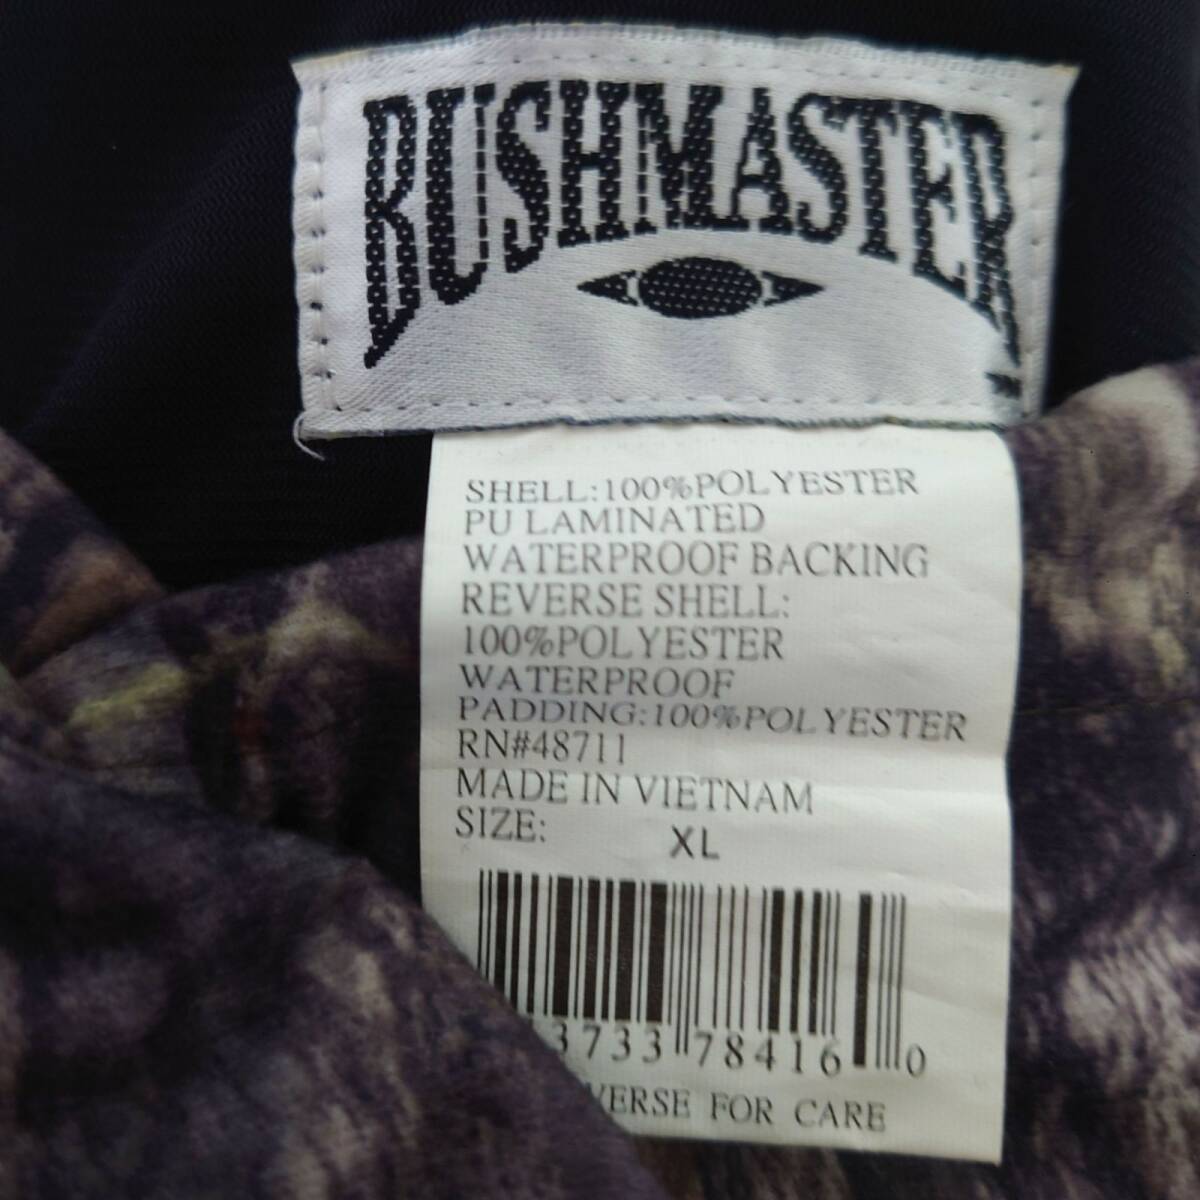 BUSHMASTER
TM
SHELL:100%POLYESTER
PU LAMINATED
WATERPROOF BACKING
REVERSE SHELL:
100%POLYESTER
WATERPROOF
PADDING:100%POLYESTER
RN#48711
MADE IN VIETNAM
SIZE: XL
3733 78416 0
FOR CARE